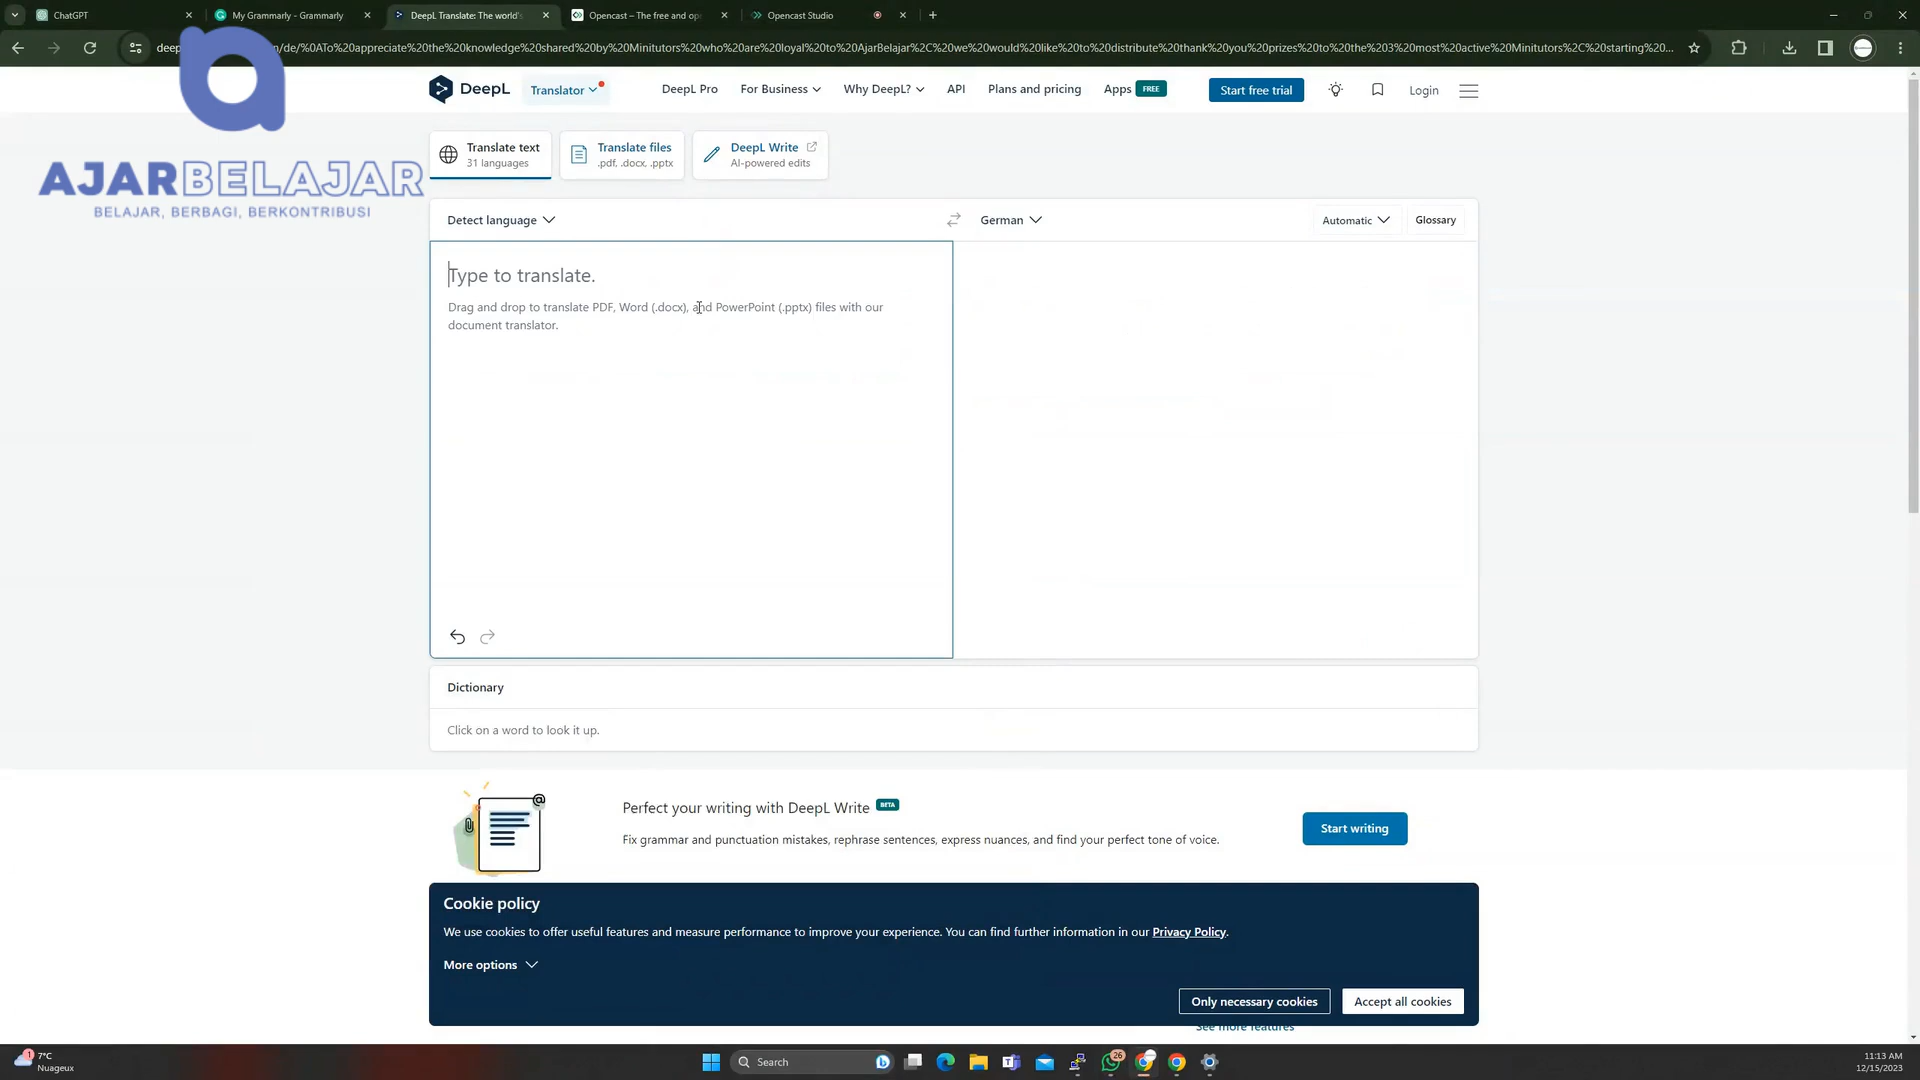 ChatGPT
My Grammarly - Grammarly
DeepL Translate: The world's
Opencast – The free and op
Opencast Studio
deep
n/de/%0ATo%20appreciate%20the%20knowledge%20shared%20by%20Minitutors%20who%20are%20loyal%20to%20AjarBelajar%2C%20we%20would%20like%20to%20distribute%20thank%20you%20prizes%20to%20the%203%20most%20active%20Minitutors%2C%20starting%20...
AJARBELAJAR
BELAJAR, BERBAGI, BERKONTRIBUSI
DeepL
Translator
DeepL Pro
For Business
Why DeepL?
API
Plans and pricing
Apps FREE
Start free trial
Login
Translate text
31 languages
Translate files
.pdf, .docx, .pptx
DeepL Write
AI-powered edits
Detect language
German
Automatic
Glossary
Type to translate.
Drag and drop to translate PDF, Word (.docx), and PowerPoint (.pptx) files with our
document translator.
Dictionary
Click on a word to look it up.
Perfect your writing with DeepL Write BETA
Fix grammar and punctuation mistakes, rephrase sentences, express nuances, and find your perfect tone of voice.
Start writing
Cookie policy
We use cookies to offer useful features and measure performance to improve your experience. You can find further information in our Privacy Policy.
More options
Only necessary cookies
Accept all cookies
See more features
1
7°C
Nuageux
Search
26
11:13 AM
12/15/2023